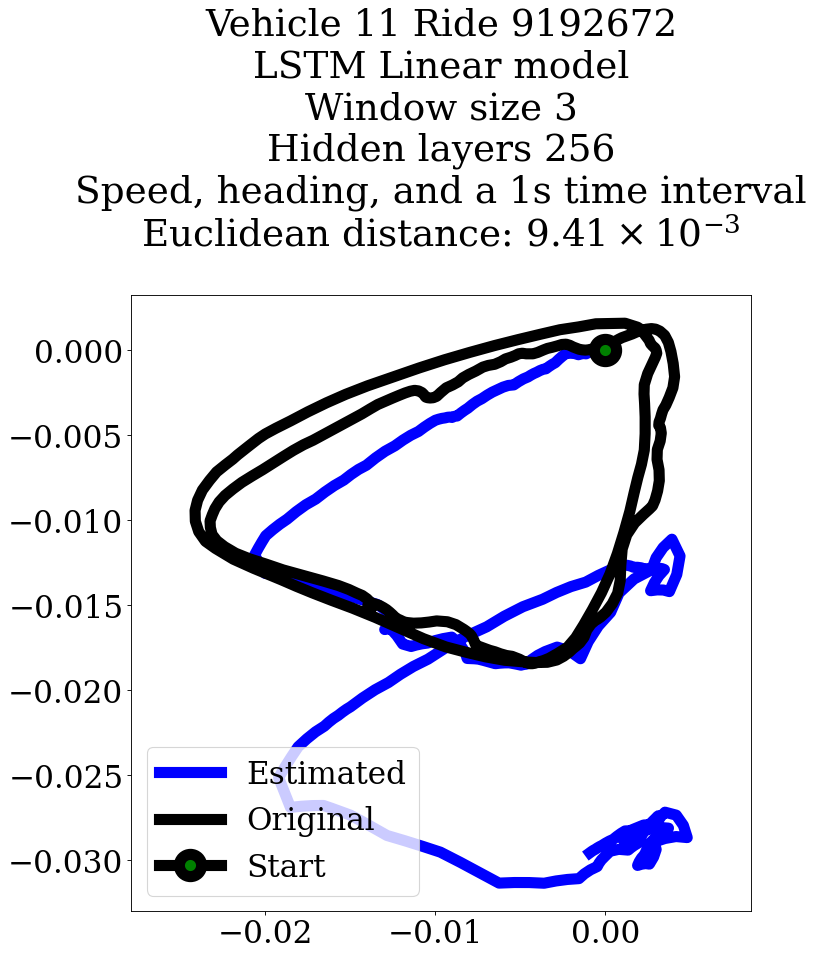 Vehicle 11 Ride 9192672
LSTM Linear model
Window size 3
Hidden layers 256
Speed, heading, and a 1s time interval
Euclidean distance: 9.41 × 10⁻³
0.000
−0.005
−0.010
−0.015
−0.020
−0.025
−0.030
Estimated
Original
Start
−0.02
−0.01
0.00